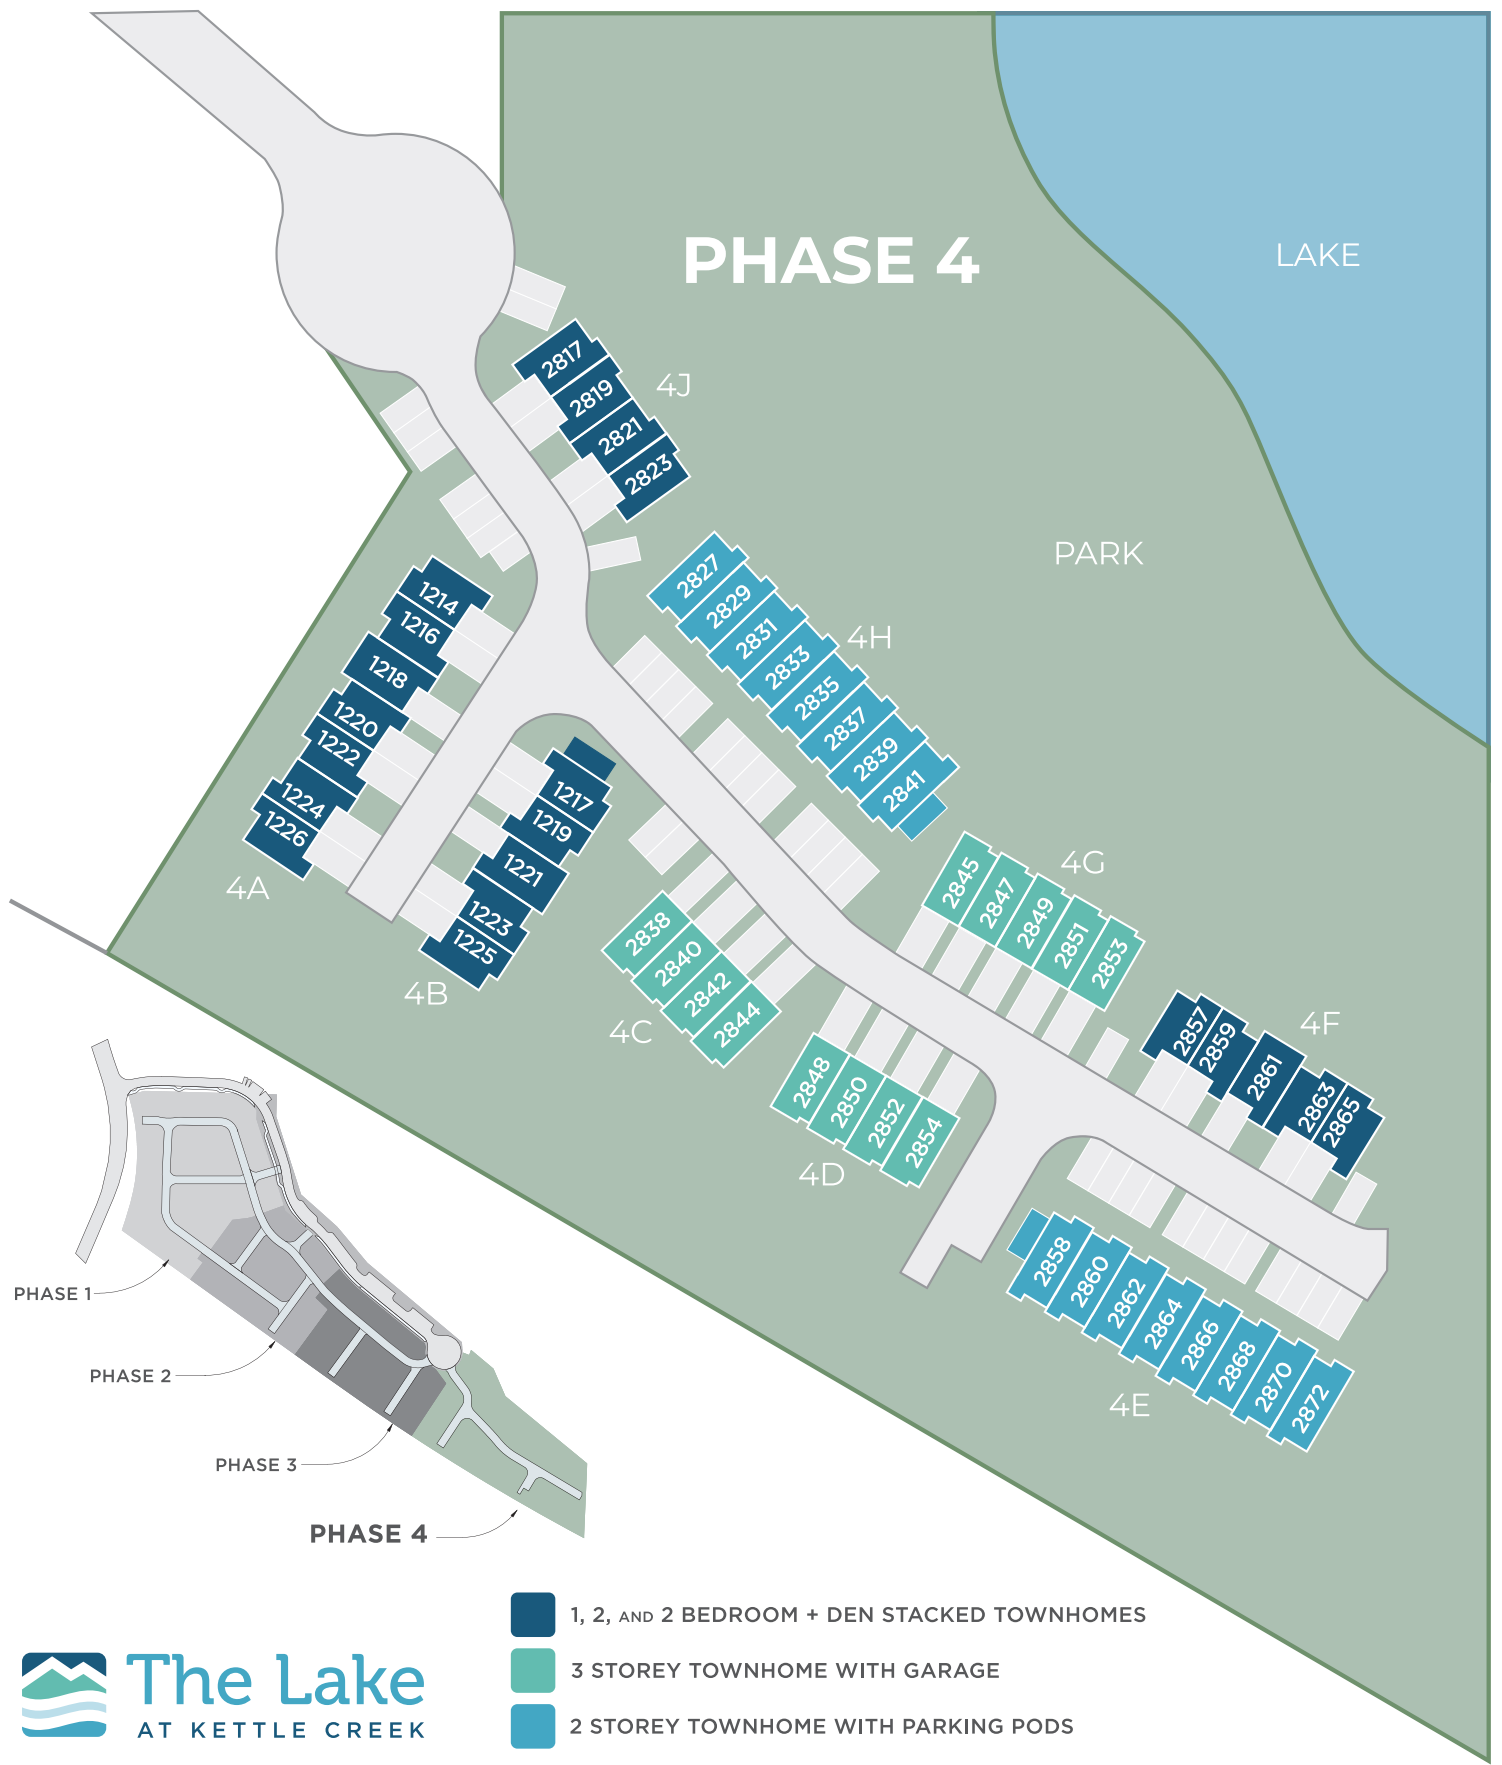 PHASE 4
LAKE
PARK
4J
2817
2819
2821
2823
4H
2827
2829
2831
2833
2835
2837
2839
2841
1214
1216
1218
1220
1222
1224
1226
4A
1217
1219
1221
1223
1225
4B
4G
2845
2847
2849
2851
2853
2838
2840
2842
2844
4C
4F
2857
2859
2861
2863
2865
2848
2850
2852
2854
4D
2858
2860
2862
2864
2866
2868
2870
2872
4E
PHASE 1
PHASE 2
PHASE 3
PHASE 4
1, 2, AND 2 BEDROOM + DEN STACKED TOWNHOMES
3 STOREY TOWNHOME WITH GARAGE
2 STOREY TOWNHOME WITH PARKING PODS
The Lake
AT KETTLE CREEK